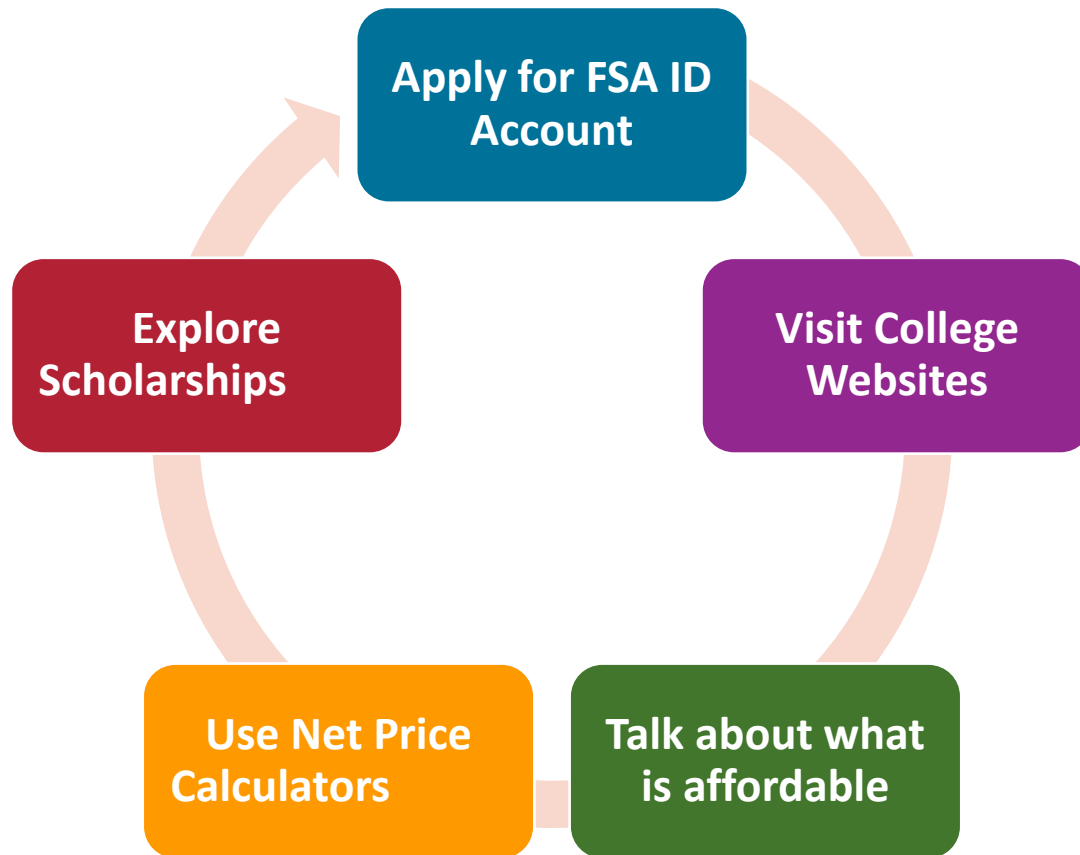 Apply for FSA ID
Account
Visit College
Websites
Talk about what
is affordable
Use Net Price
Calculators
Explore
Scholarships